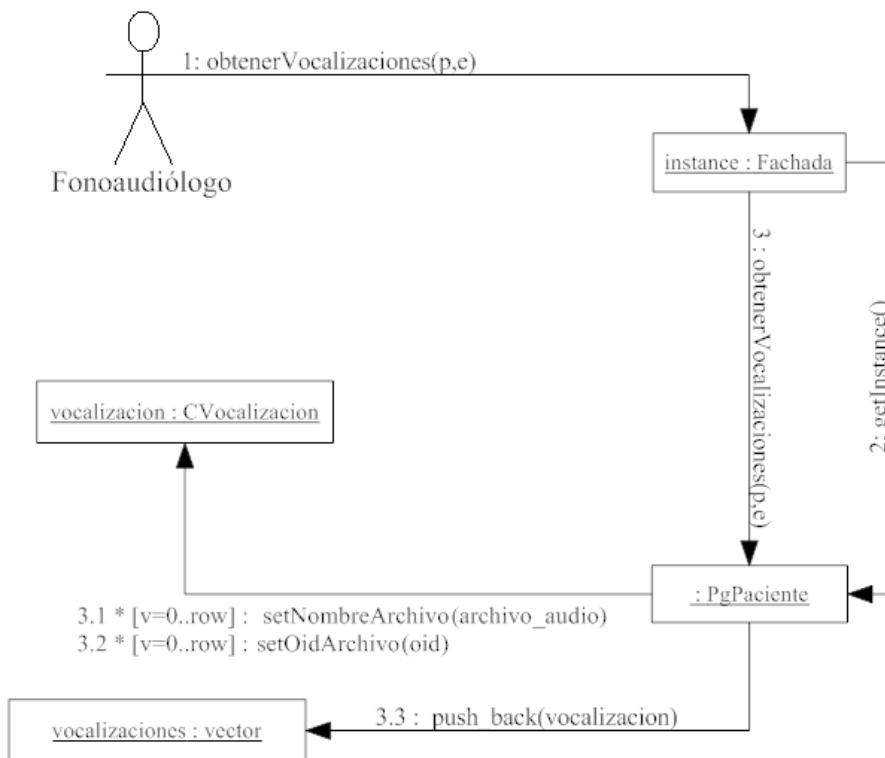 1: obtenerVocalizaciones(p,e)
Fonoaudiólogo
instance : Fachada
3 : obtenerVocalizaciones(p,e)
2: getInstance()
vocalizacion : CVocalizacion
: PgPaciente
3.1 * [v=0..row] : setNombreArchivo(archivo_audio)
3.2 * [v=0..row] : setOidArchivo(oid)
3.3 : push_back(vocalizacion)
vocalizaciones : vector